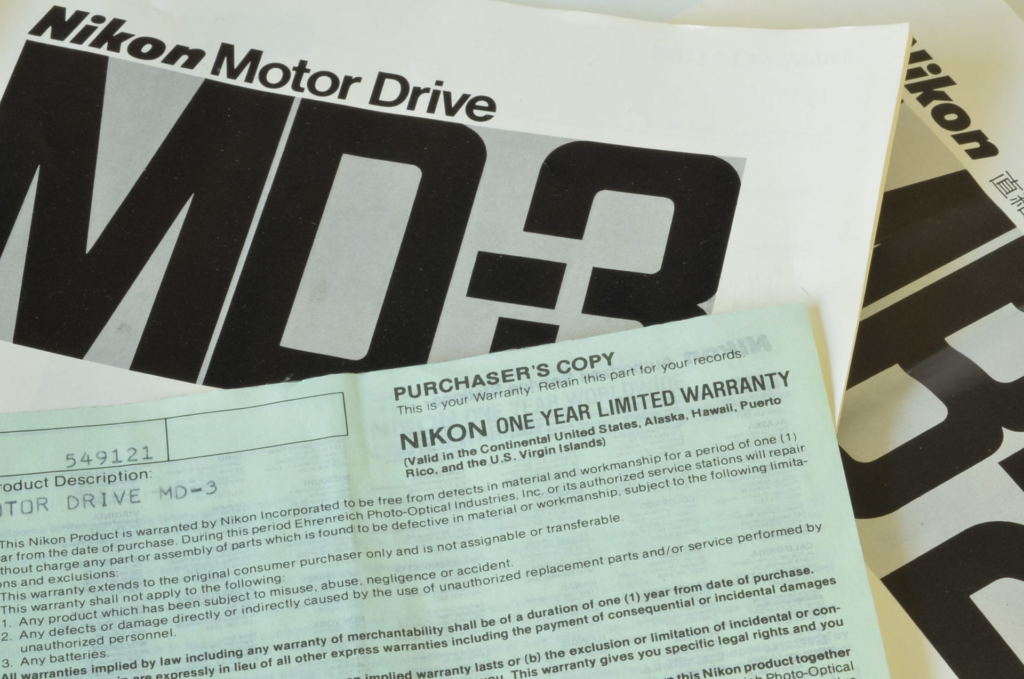 Nikon Motor Drive
MD-3
Nikon
PURCHASER'S COPY
This is your Warranty. Retain this part for your records.
NIKON ONE YEAR LIMITED WARRANTY
(Valid in the Continental United States, Alaska, Hawaii, Puerto
Rico, and the U.S. Virgin Islands)
549121
roduct Description:
OTOR DRIVE MD-3
This Nikon Product is warranted by Nikon Incorporated to be free from defects in material and workmanship for a period of one (1)
ar from the date of purchase. During this period Ehrenreich Photo-Optical Industries, Inc. or its authorized service stations will repair
thout charge any part or assembly of parts which is found to be defective in material or workmanship, subject to the following limita-
ns and exclusions:
This warranty extends to the original consumer purchaser only and is not assignable or transferable.
This warranty shall not apply to the following:
1. Any product which has been subject to misuse, abuse, negligence or accident.
2. Any defects or damage directly or indirectly caused by the use of unauthorized replacement parts and/or service performed by
unauthorized personnel.
3. Any batteries.
All warranties implied by law including any warranty of merchantability shall be of a duration of one (1) year from date of purchase.
are expressly in lieu of all other express warranties including the payment of consequential or incidental damages
implied warranty lasts or (b) the exclusion or limitation of incidental or con-
This warranty gives you specific legal rights and you
this Nikon product together
Photo-Optical